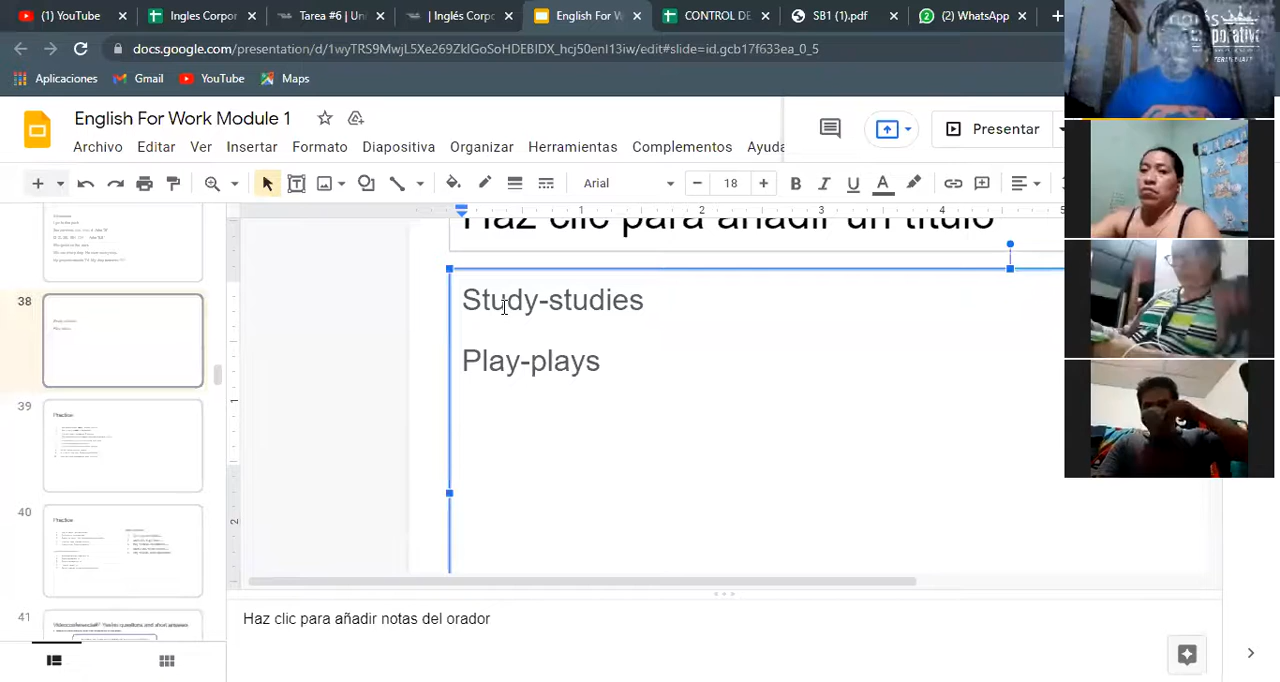 (1) YouTube
Ingles Corpor
Tarea #6 | Un
| Inglés Corpo
English For W
CONTROL DE
SB1 (1).pdf
(2) WhatsApp
docs.google.com/presentation/d/1wyTRS9MwjL5Xe269ZklGoSoHDEBIDX_hcj50enI13iw/edit#slide=id.gcb17f633ea_0_5
Aplicaciones
Gmail
YouTube
Maps
English For Work Module 1
Presentar
Archivo Editar Ver Insertar Formato Diapositiva Organizar Herramientas Complementos Ayuda
Arial
18
Haz clic para añadir un título
Study-studies
Play-plays
38
39
Practice
40
Practice
41
Haz clic para añadir notas del orador